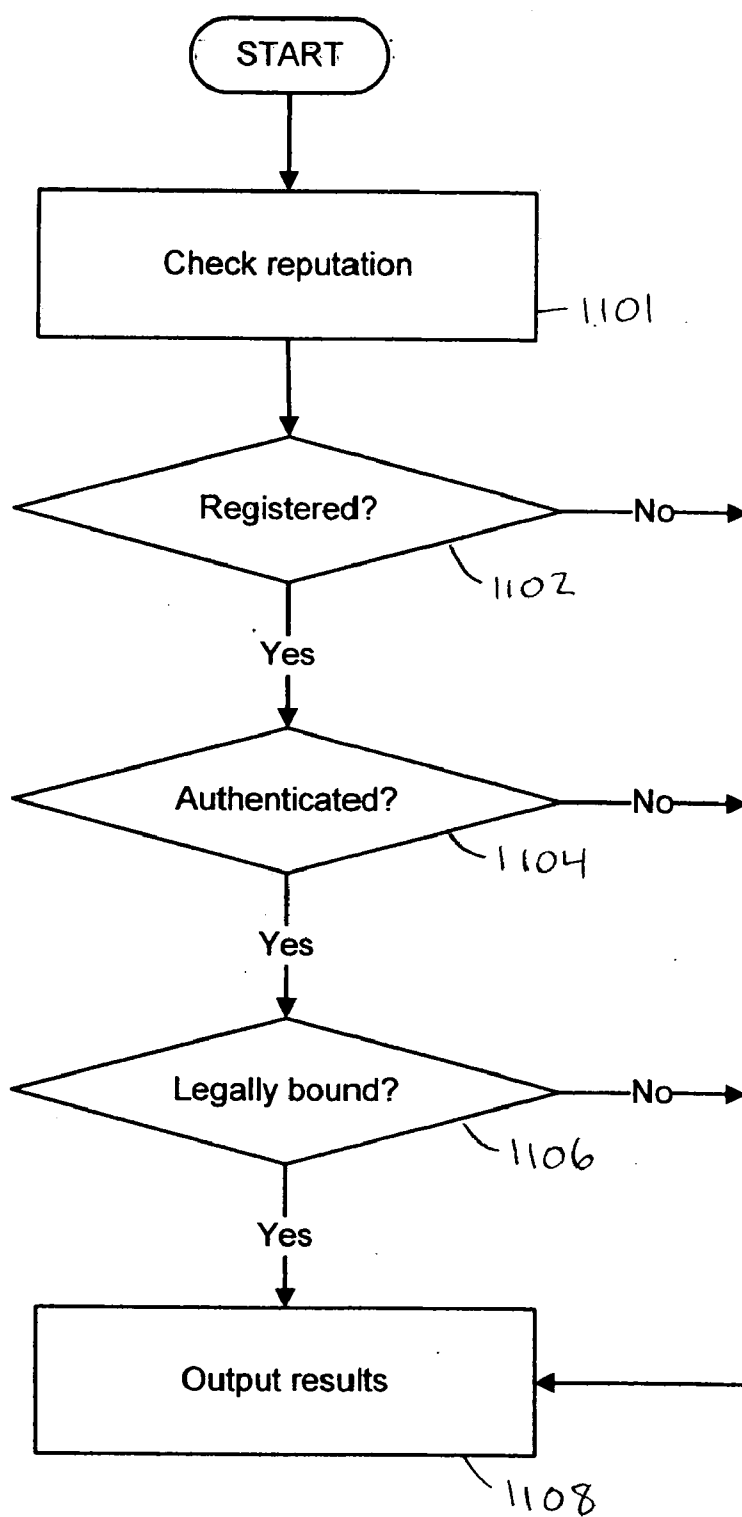 START
Check reputation
1101
Registered?
No
1102
Yes
Authenticated?
No
1104
Yes
Legally bound?
No
1106
Yes
Output results
1108